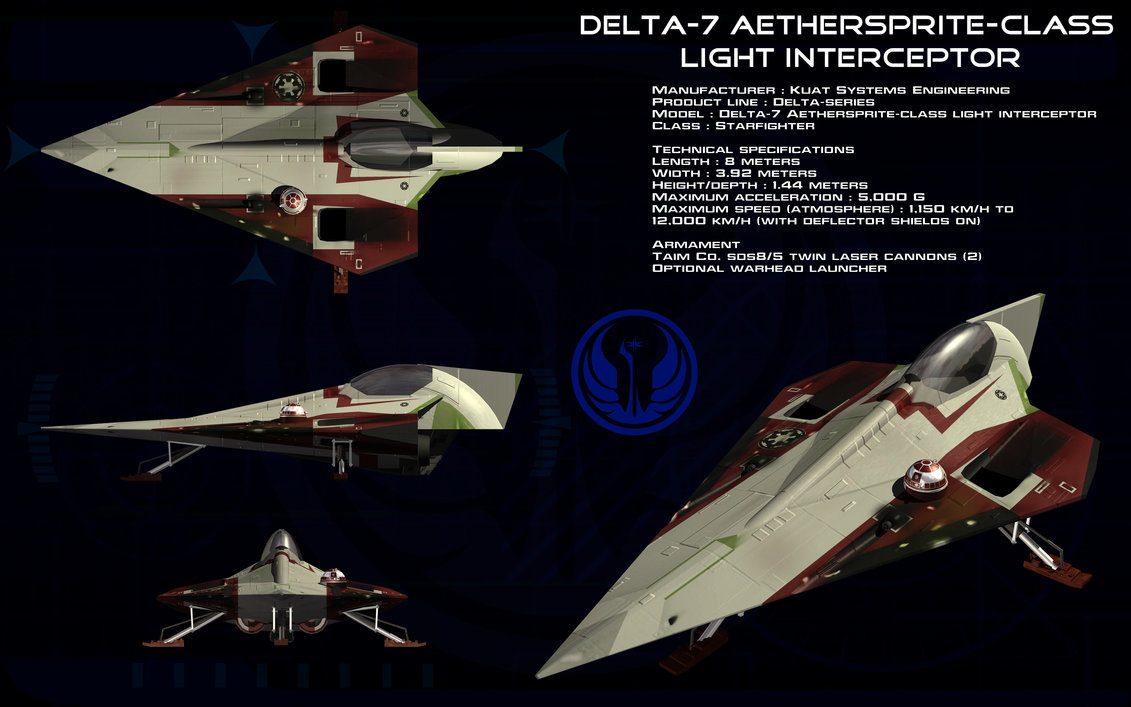 Delta-7 Aethersprite-class
light interceptor
Manufacturer : Kuat Systems Engineering
Product line : Delta-series
Model : Delta-7 Aethersprite-class light interceptor
Class : Starfighter
Technical specifications
Length : 8 meters
Width : 3.92 meters
Height/depth : 1.44 meters
Maximum acceleration : 5,000 G
Maximum speed (atmosphere) : 1,150 km/h to
12,000 km/h (with deflector shields on)
Armament
Taim Co. sds8/5 twin laser cannons (2)
Optional warhead launcher